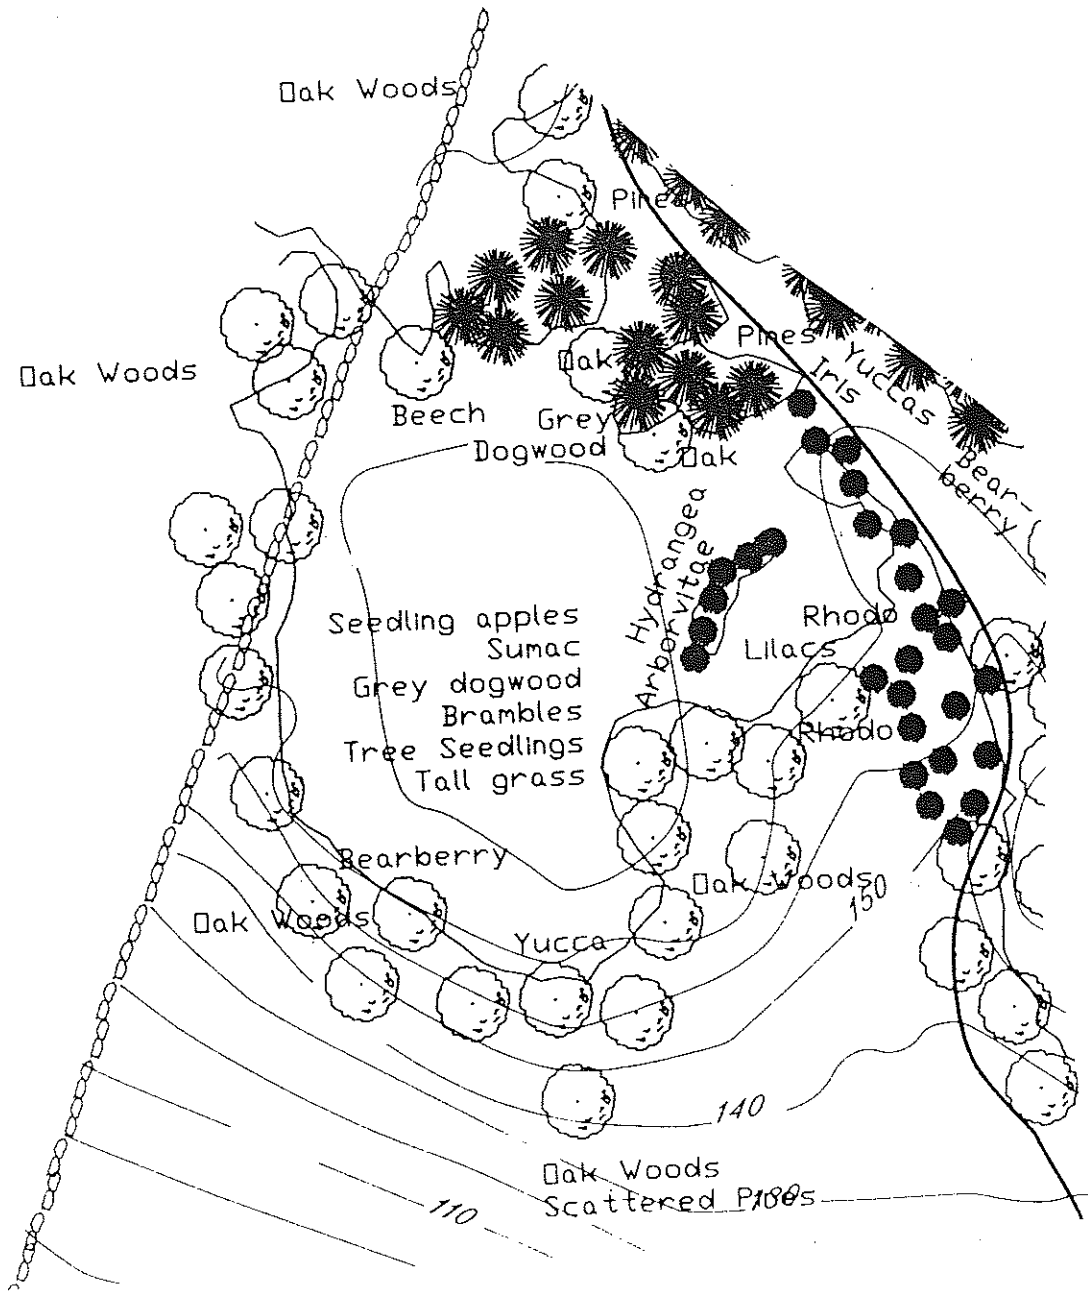 Oak Woods
Pines
Pines
Oak
Oak Woods
Yuccas
Iris
Beech
Grey
Dogwood
Oak
Bear-
berry
Hydrangea
Arborvitae
Seedling apples
Sumac
Grey dogwood
Brambles
Tree Seedlings
Tall grass
Rhodo
Lilacs
Rhodo
Bearberry
Oak Woods
150
Oak Woods
Yucca
140
Oak Woods
Scattered Pines
110